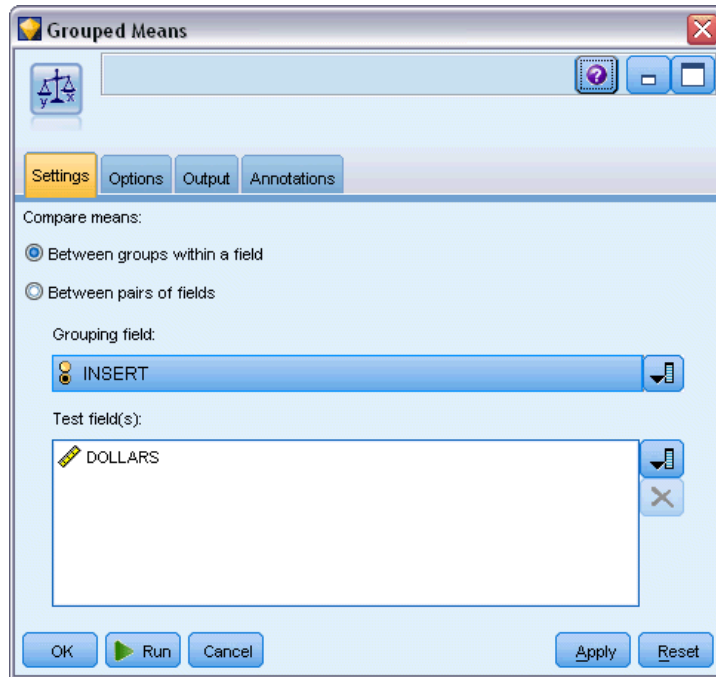 Grouped Means
?
y x
Settings Options Output Annotations
Compare means:
Between groups within a field
Between pairs of fields
Grouping field:
INSERT
Test field(s):
DOLLARS
OK Run Cancel Apply Reset